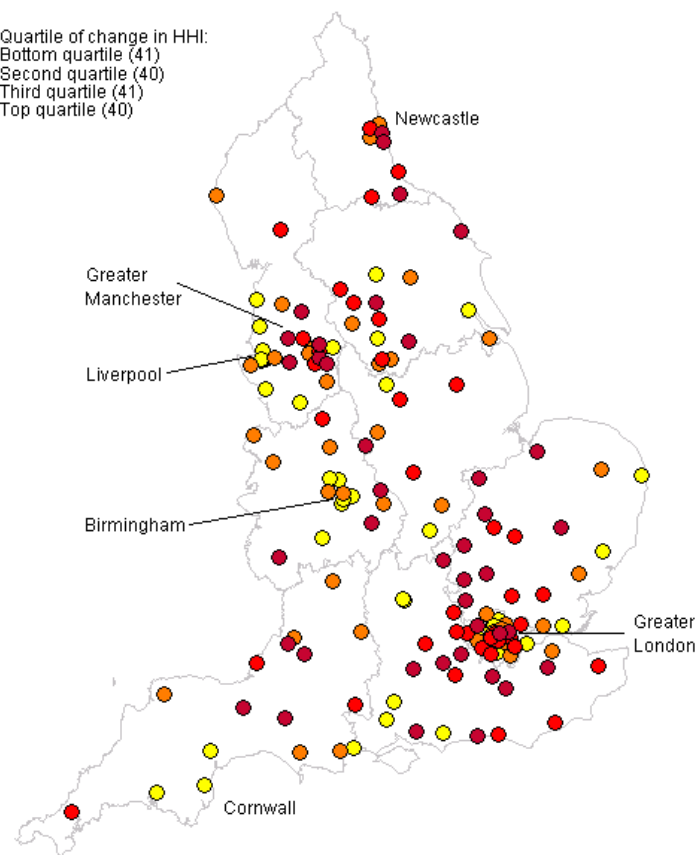 Quartile of change in HHI:
Bottom quartile (41)
Second quartile (40)
Third quartile (41)
Top quartile (40)
Newcastle
Greater
Manchester
Liverpool
Birmingham
Greater
London
Cornwall